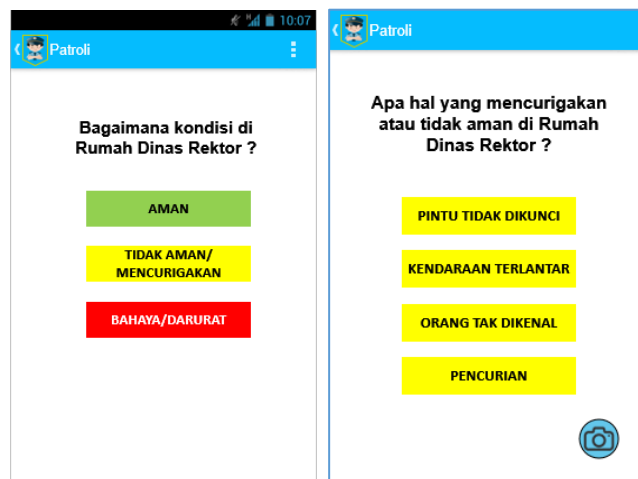 10:07
Patroli
Bagaimana kondisi di
Rumah Dinas Rektor ?
AMAN
TIDAK AMAN/
MENCURIGAKAN
BAHAYA/DARURAT
Patroli
Apa hal yang mencurigakan
atau tidak aman di Rumah
Dinas Rektor ?
PINTU TIDAK DIKUNCI
KENDARAAN TERLANTAR
ORANG TAK DIKENAL
PENCURIAN